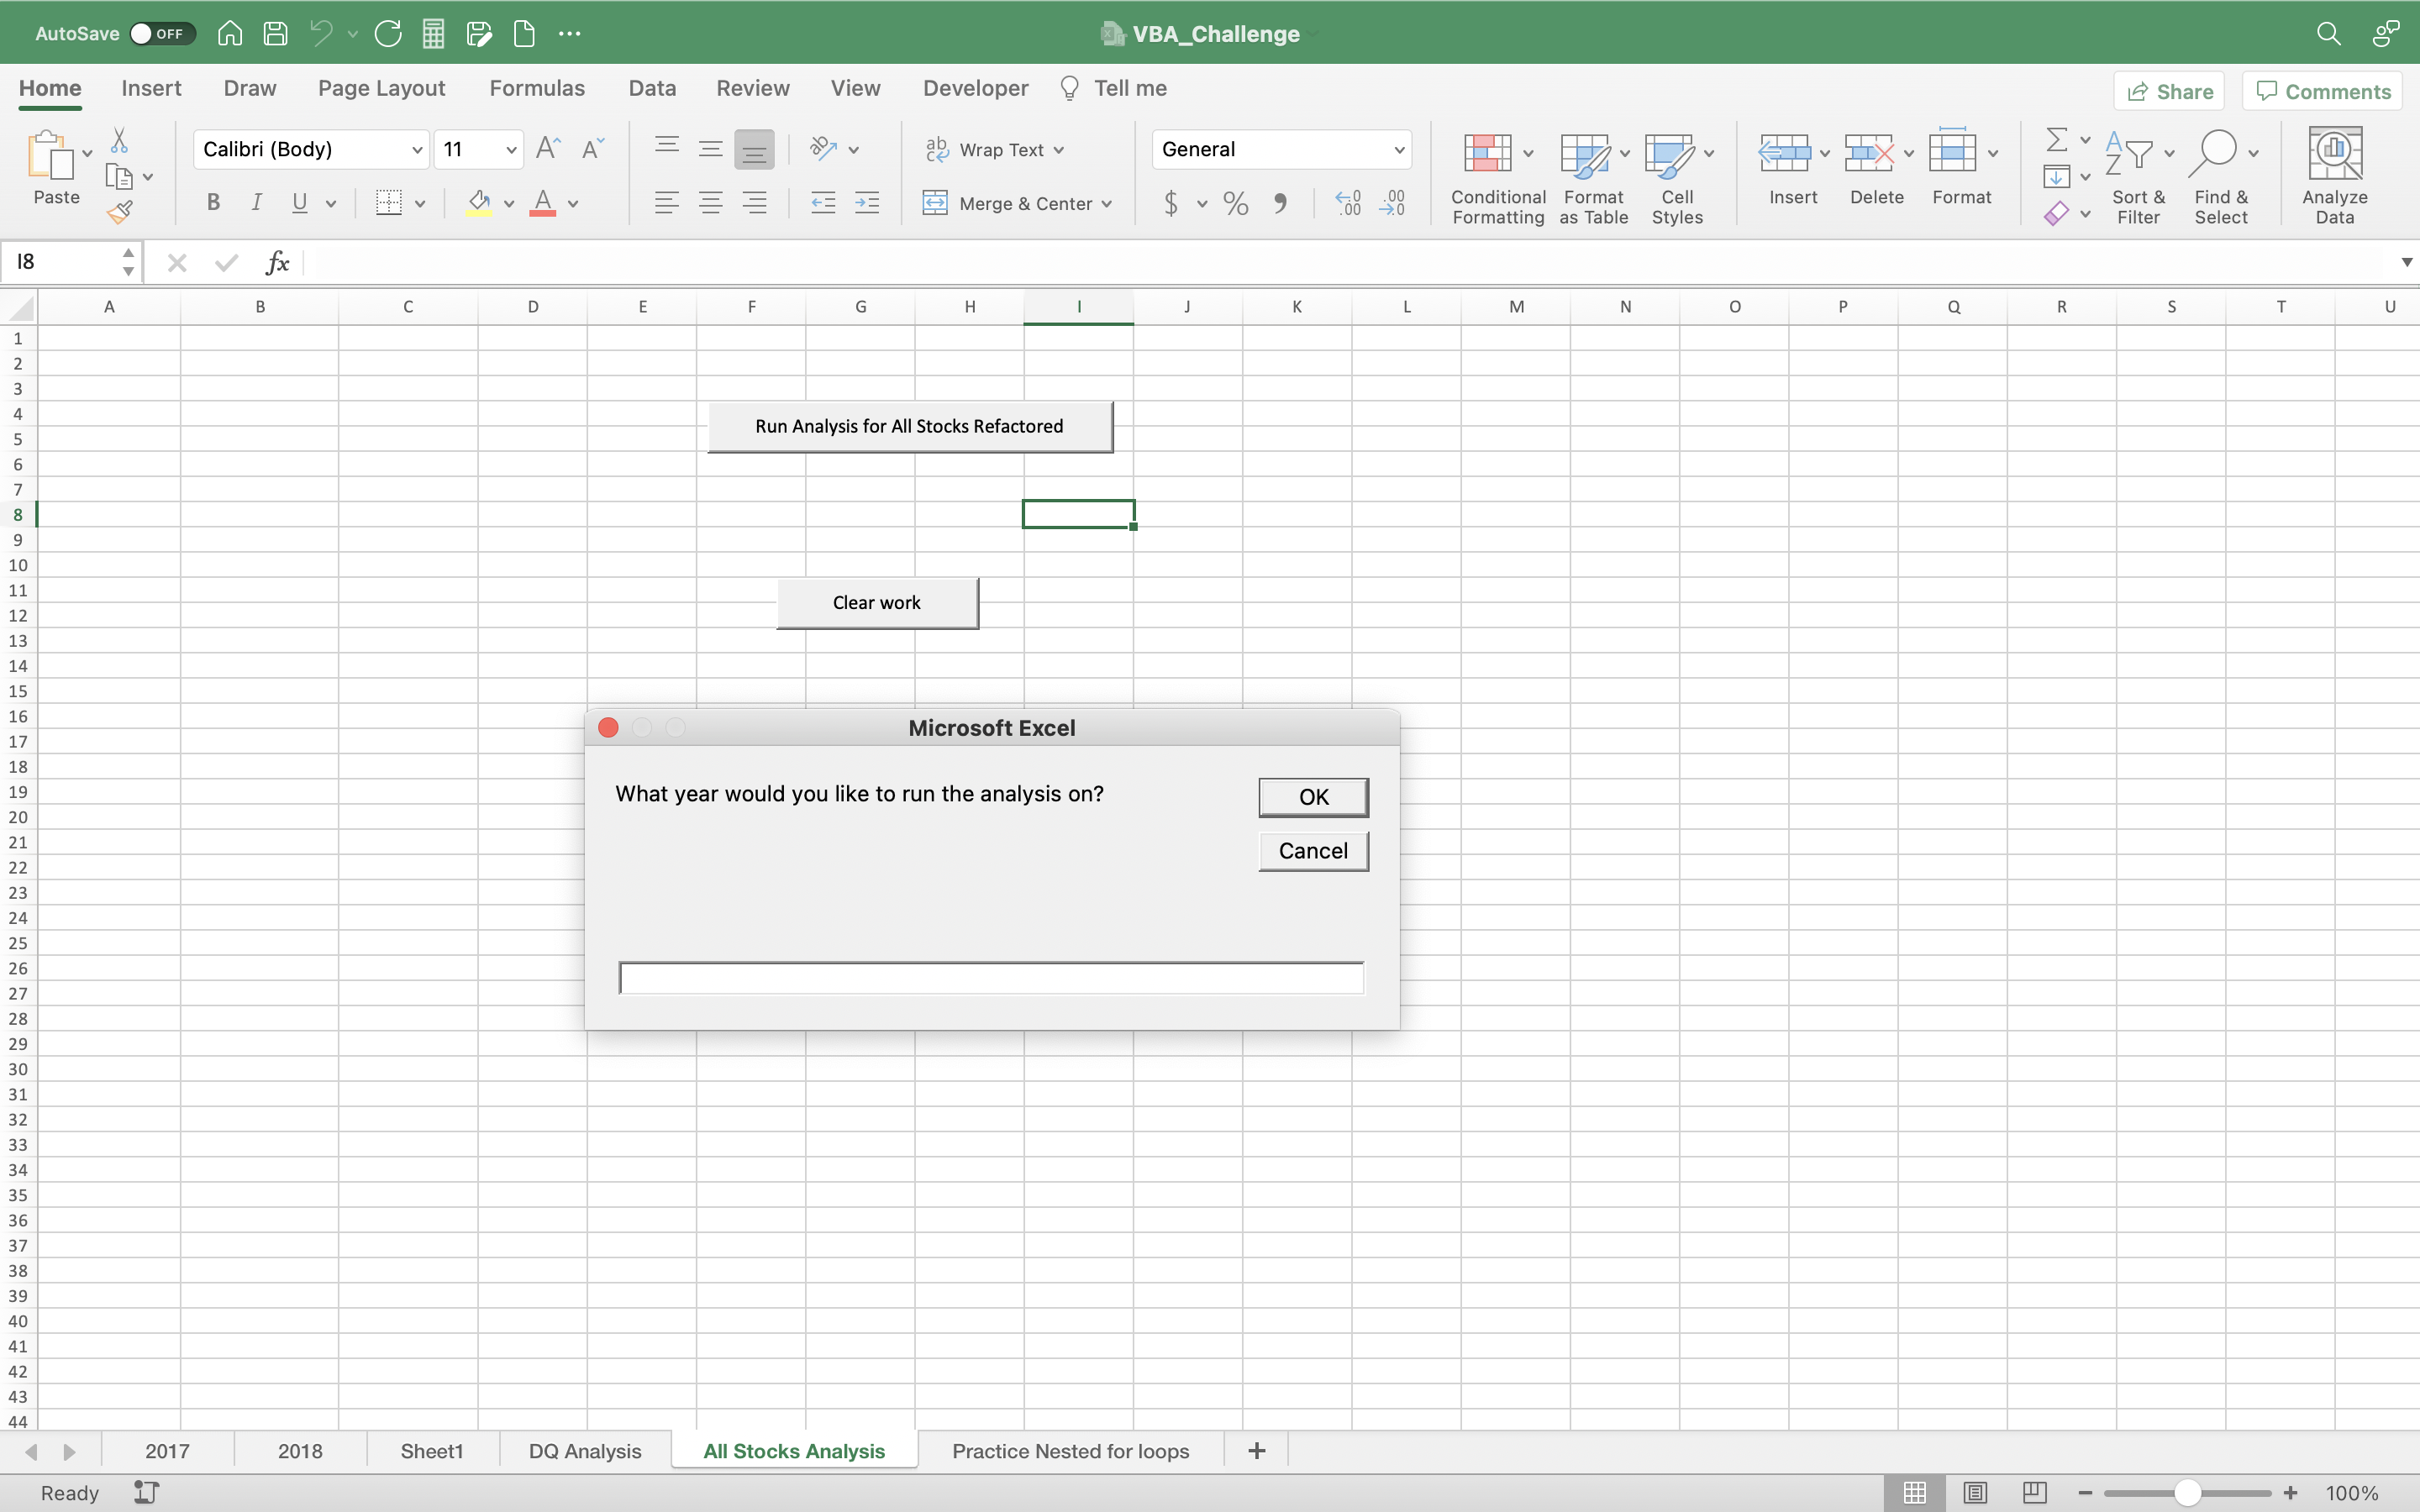 AutoSave OFF VBA_Challenge
Home Insert Draw Page Layout Formulas Data Review View Developer Tell me Share Comments
Paste
Calibri (Body) 11
B I U A
Wrap Text
Merge & Center
General
$ % 9 .00 .0
Conditional Formatting
Format as Table
Cell Styles
Insert
Delete
Format
Sort & Filter
Find & Select
Analyze Data
I8 fx
A B C D E F G H I J K L M N O P Q R S T U
1
2
3
4
5
6
7
8
9
10
11
12
13
14
15
16
17
18
19
20
21
22
23
24
25
26
27
28
29
30
31
32
33
34
35
36
37
38
39
40
41
42
43
44
Run Analysis for All Stocks Refactored
Clear work
Microsoft Excel
What year would you like to run the analysis on?
OK
Cancel
2017 2018 Sheet1 DQ Analysis All Stocks Analysis Practice Nested for loops +
Ready 100%